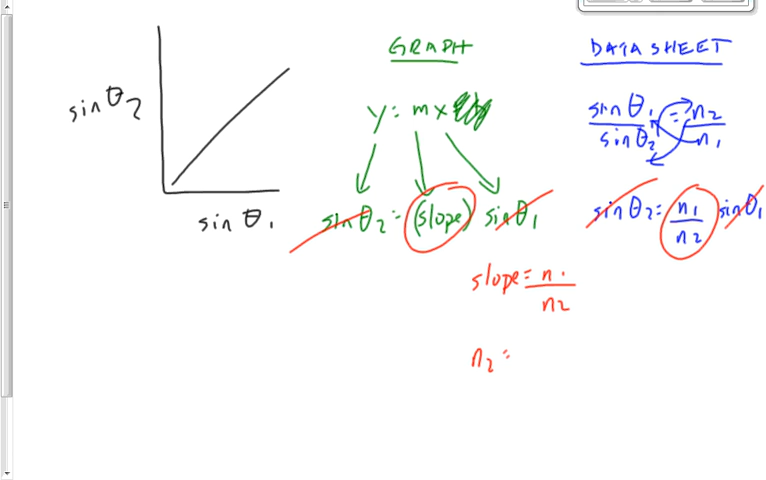 GRAPH
DATA SHEET
sin θ2
sin θ1
y = mx
sin θ2 = (slope) sin θ1
sin θ1 / sin θ2 = n2 / n1
sin θ2 = n1 / n2 sin θ1
slope = n1 / n2
n2 =